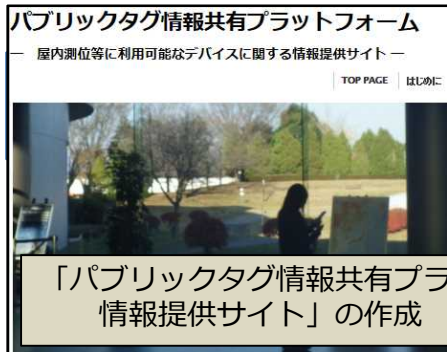 パブリックタグ情報共有プラットフォーム
― 屋内測位等に利用可能なデバイスに関する情報提供サイト ―
TOP PAGE
はじめに
「パブリックタグ情報共有プラ
情報提供サイト」の作成